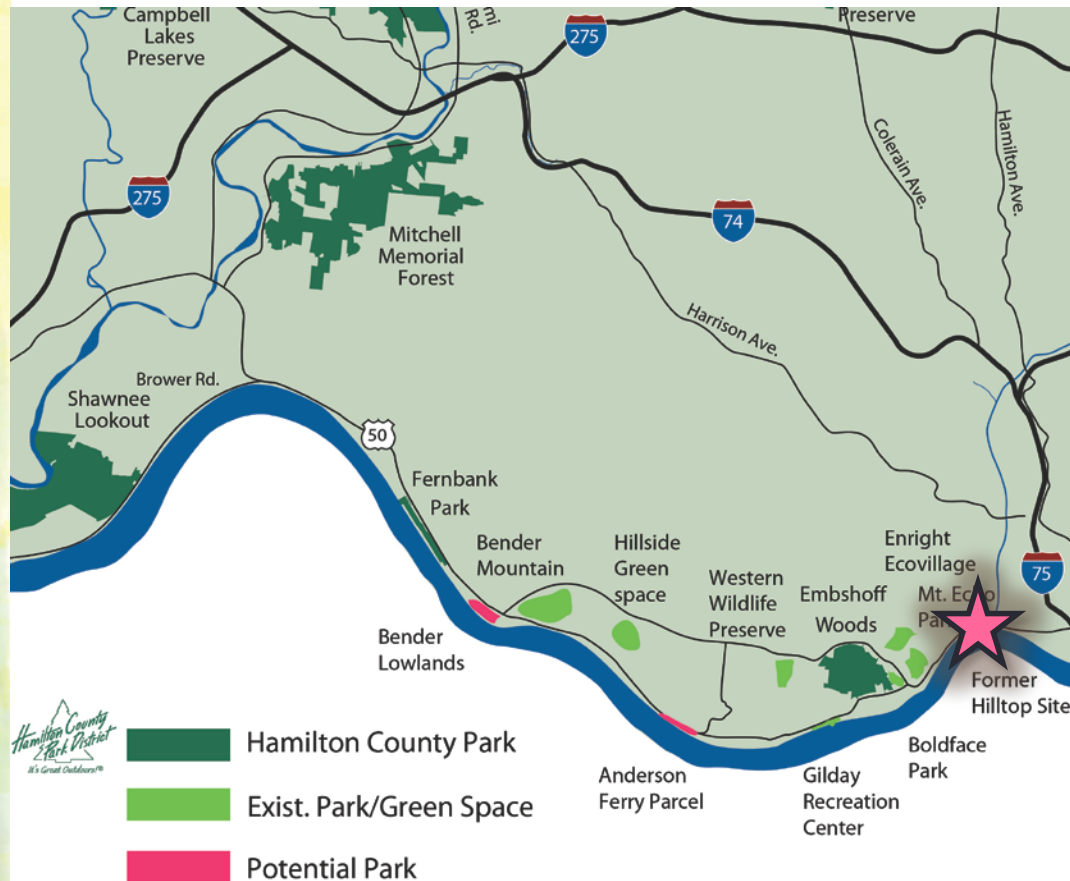 Campbell
Lakes
Preserve
Rd.
275
Preserve
275
Colerain Ave.
Hamilton Ave.
74
Mitchell
Memorial
Forest
Harrison Ave.
Brower Rd.
Shawnee
Lookout
50
Fernbank
Park
Bender
Mountain
Hillside
Green
space
Western
Wildlife
Preserve
Embshoff
Woods
Enright
Ecovillage
Mt. Echo
75
Bender
Lowlands
Former
Hilltop Site
Boldface
Park
Anderson
Ferry Parcel
Gilday
Recreation
Center
Hamilton County
Park District
It's Great Outdoors!®
Hamilton County Park
Exist. Park/Green Space
Potential Park